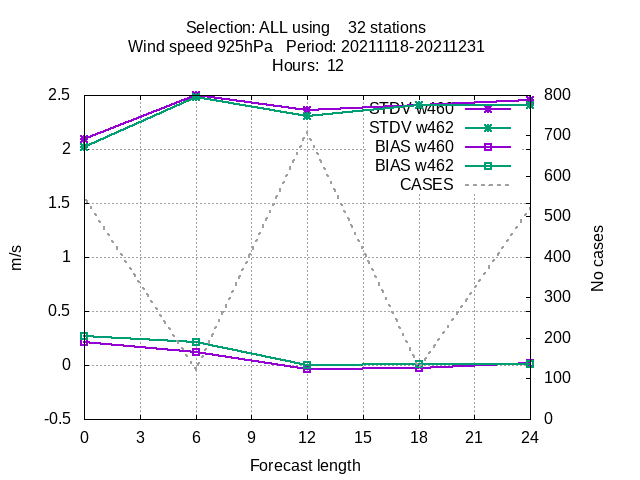 Selection: ALL using 32 stations
Wind speed 925hPa Period: 20211118-20211231
Hours: 12
2.5
2
1.5
1
0.5
0
-0.5
m/s
STDV w460
STDV w462
BIAS w460
BIAS w462
CASES
800
700
600
500
400
300
200
100
0
No cases
0 3 6 9 12 15 18 21 24
Forecast length